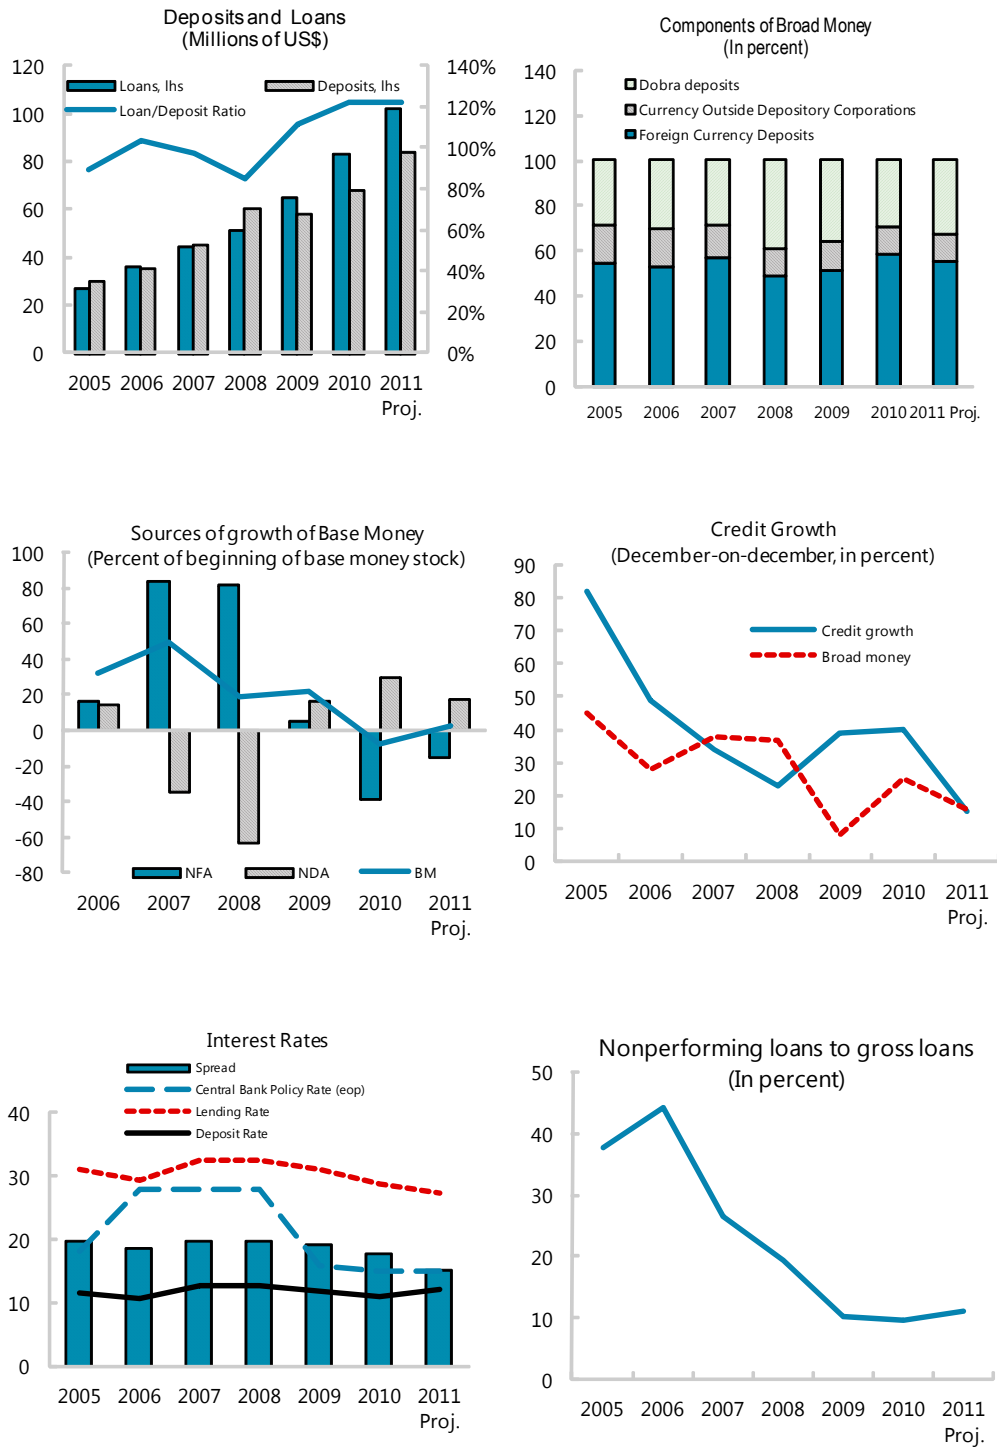 Deposits and Loans
(Millions of US$)
120
100
80
60
40
20
0
140%
120%
100%
80%
60%
40%
20%
0%
Loans, lhs
Deposits, lhs
Loan/Deposit Ratio
2005 2006 2007 2008 2009 2010 2011
Proj.
Components of Broad Money
(In percent)
140
120
100
80
60
40
20
0
Dobra deposits
Currency Outside Depository Corporations
Foreign Currency Deposits
2005 2006 2007 2008 2009 2010 2011 Proj.
Sources of growth of Base Money
(Percent of beginning of base money stock)
100
80
60
40
20
0
-20
-40
-60
-80
NFA NDA BM
2006 2007 2008 2009 2010 2011
Proj.
Credit Growth
(December-on-december, in percent)
90
80
70
60
50
40
30
20
10
0
Credit growth
Broad money
2005 2006 2007 2008 2009 2010 2011
Proj.
Interest Rates
Spread
Central Bank Policy Rate (eop)
Lending Rate
Deposit Rate
40
30
20
10
0
2005 2006 2007 2008 2009 2010 2011
Proj.
Nonperforming loans to gross loans
(In percent)
50
40
30
20
10
0
2005 2006 2007 2008 2009 2010 2011
Proj.